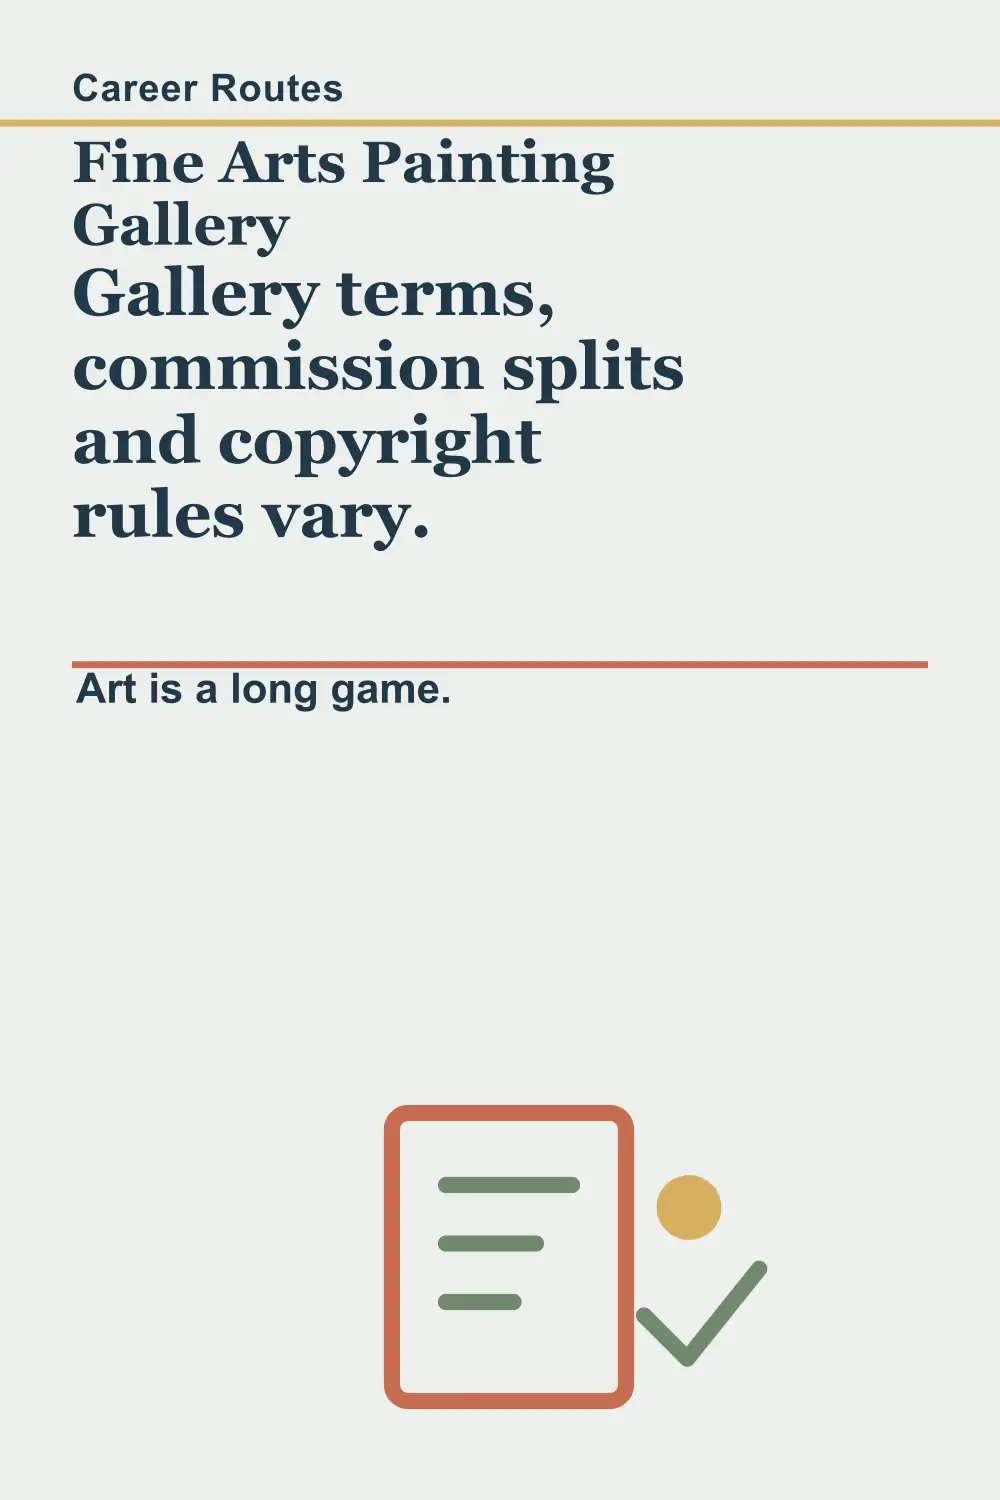 Career Routes
Fine Arts Painting
Gallery
Gallery terms,
commission splits
and copyright
rules vary.
Art is a long game.